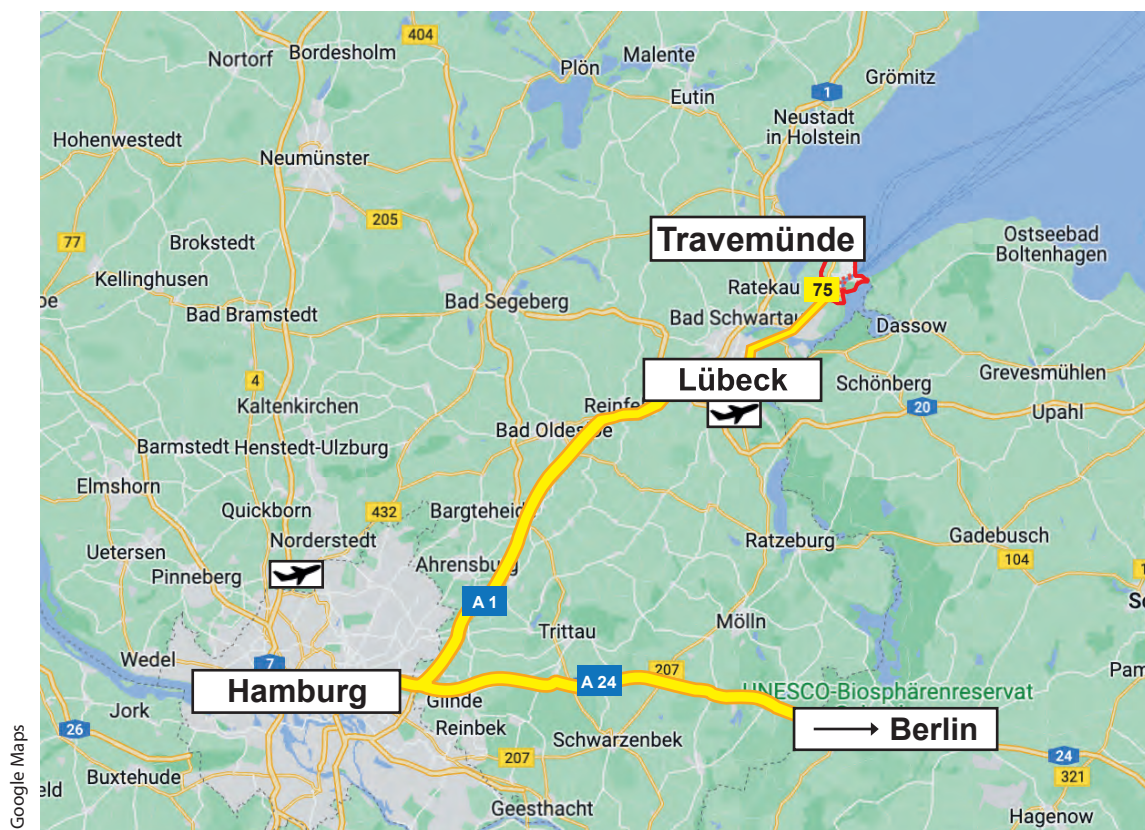 404
Nortorf
Bordesholm
Plön
Malente
Grömitz
1
Eutin
Neustadt
in Holstein
Hohenwestedt
Neumünster
205
77
Travemünde
Ostseebad
Boltenhagen
Brokstedt
Kellinghusen
Ratekau
75
Bad Segeberg
Bad Bramstedt
Bad Schwartau
Dassow
Lübeck
4
Schönberg
Grevesmühlen
Kaltenkirchen
20
Upahl
Barmstedt
Henstedt-Ulzburg
Elmshorn
Quickborn
432
Bargteheide
Norderstedt
Uetersen
Pinneberg
Ahrensburg
Ratzeburg
Gadebusch
104
A 1
Trittau
Mölln
Wedel
7
Hamburg
Glinde
A 24
207
UNESCO-Biosphärenreservat
Jork
26
Reinbek
Schwarzenbek
Berlin
24
Buxtehude
207
321
Geesthacht
Hagenow
Google Maps